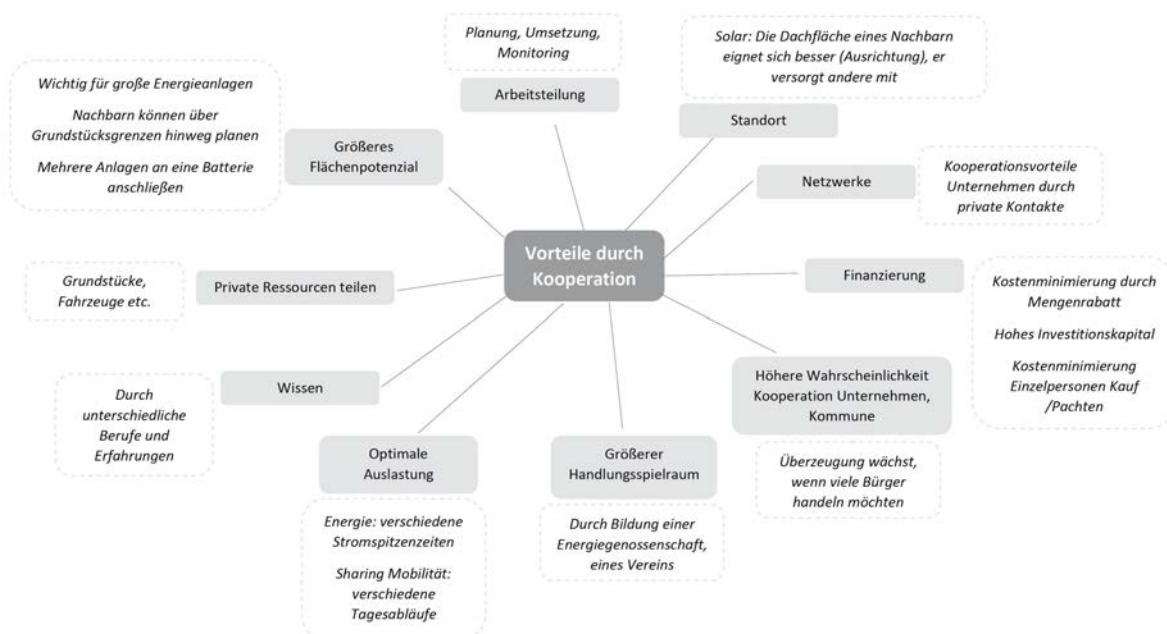 Planung, Umsetzung,
Monitoring
Arbeitsteilung
Solar: Die Dachfläche eines Nachbarn
eignet sich besser (Ausrichtung), er
versorgt andere mit
Standort
Wichtig für große Energieanlagen
Nachbarn können über
Grundstücksgrenzen hinweg planen
Mehrere Anlagen an eine Batterie
anschließen
Größeres
Flächenpotenzial
Netzwerke
Kooperationsvorteile
Unternehmen durch
private Kontakte
Vorteile durch
Kooperation
Grundstücke,
Fahrzeuge etc.
Private Ressourcen teilen
Finanzierung
Kostenminimierung durch
Mengenrabatt
Hohes Investitionskapital
Kostenminimierung
Einzelpersonen Kauf
/Pachten
Wissen
Durch
unterschiedliche
Berufe und
Erfahrungen
Höhere Wahrscheinlichkeit
Kooperation Unternehmen,
Kommune
Überzeugung wächst,
wenn viele Bürger
handeln möchten
Optimale
Auslastung
Energie: verschiedene
Stromspitzenzeiten
Sharing Mobilität:
verschiedene
Tagesabläufe
Größerer
Handlungsspielraum
Durch Bildung einer
Energiegenossenschaft,
eines Vereins